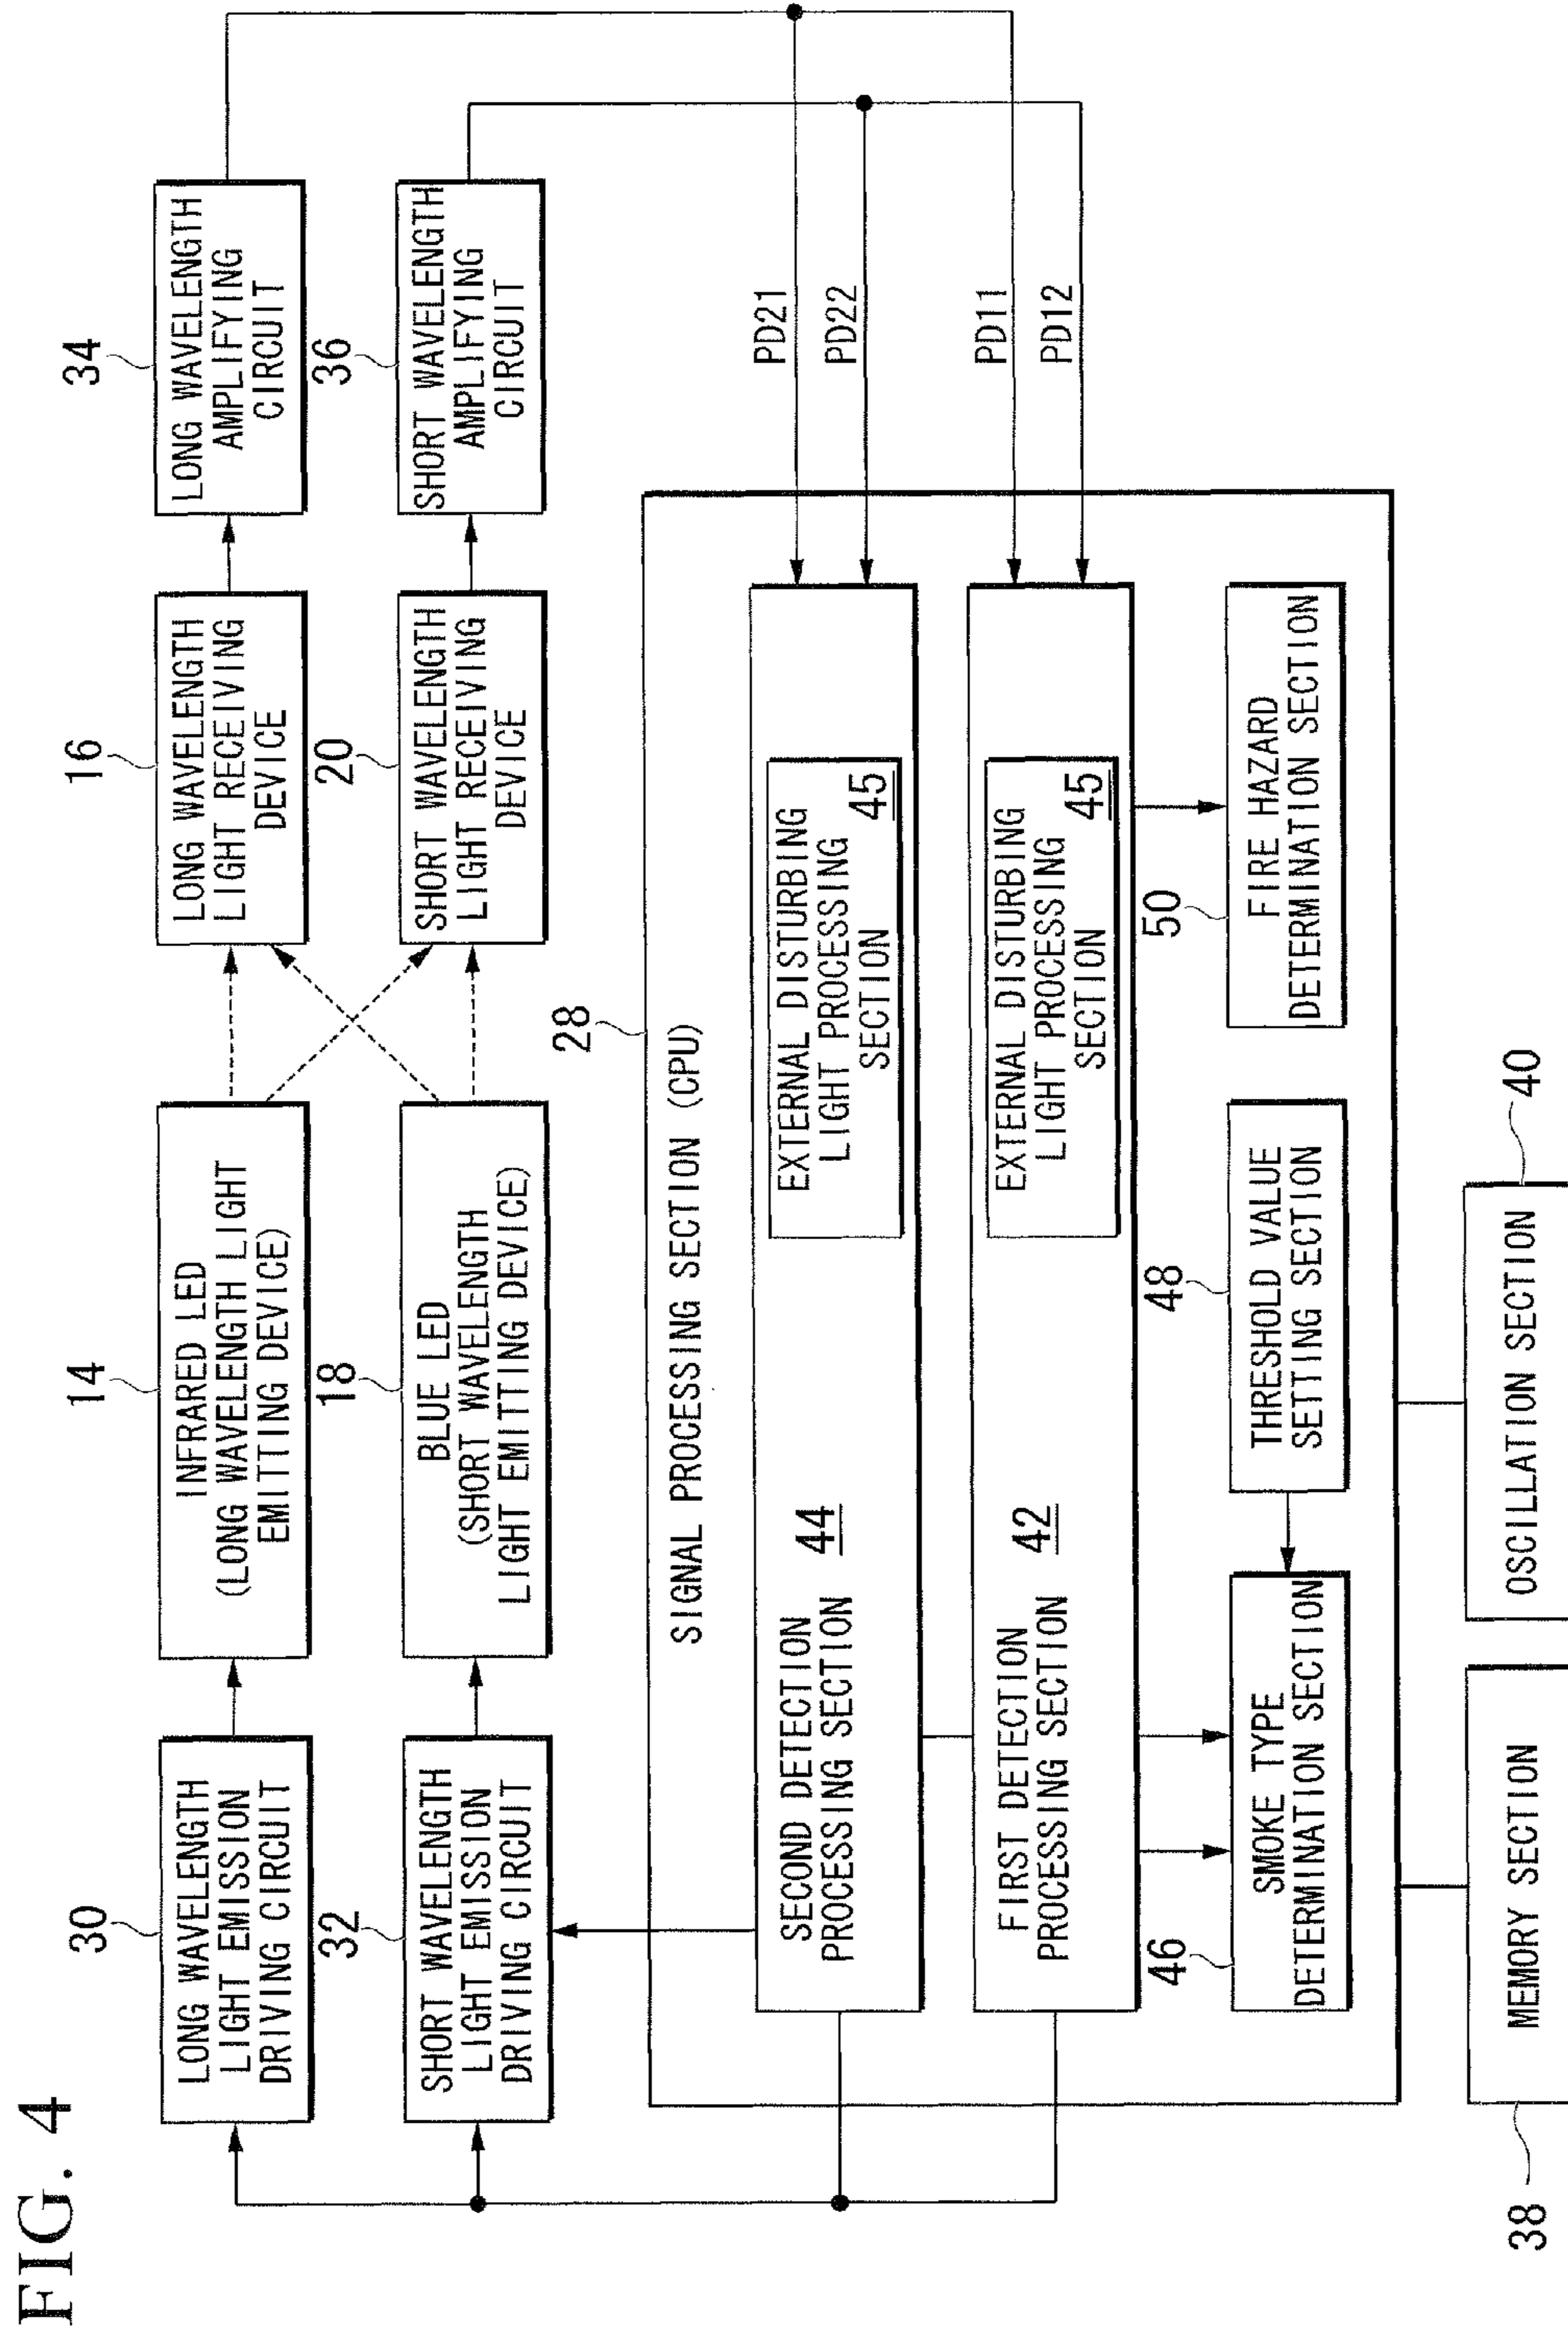 FIG. 4
30
LONG WAVELENGTH
LIGHT EMISSION
DRIVING CIRCUIT
14
INFRARED LED
(LONG WAVELENGTH LIGHT
EMITTING DEVICE)
16
LONG WAVELENGTH
LIGHT RECEIVING
DEVICE
34
LONG WAVELENGTH
AMPLIFYING
CIRCUIT
32
SHORT WAVELENGTH
LIGHT EMISSION
DRIVING CIRCUIT
18
BLUE LED
(SHORT WAVELENGTH
LIGHT EMITTING DEVICE)
20
SHORT WAVELENGTH
LIGHT RECEIVING
DEVICE
36
SHORT WAVELENGTH
AMPLIFYING
CIRCUIT
28
SIGNAL PROCESSING SECTION (CPU)
SECOND DETECTION
PROCESSING SECTION
44
EXTERNAL DISTURBING
LIGHT PROCESSING
SECTION
45
PD21
PD22
FIRST DETECTION
PROCESSING SECTION
42
EXTERNAL DISTURBING
LIGHT PROCESSING
SECTION
45
PD11
PD12
46
SMOKE TYPE
DETERMINATION SECTION
48
THRESHOLD VALUE
SETTING SECTION
50
FIRE HAZARD
DETERMINATION SECTION
38
MEMORY SECTION
OSCILLATION SECTION
40